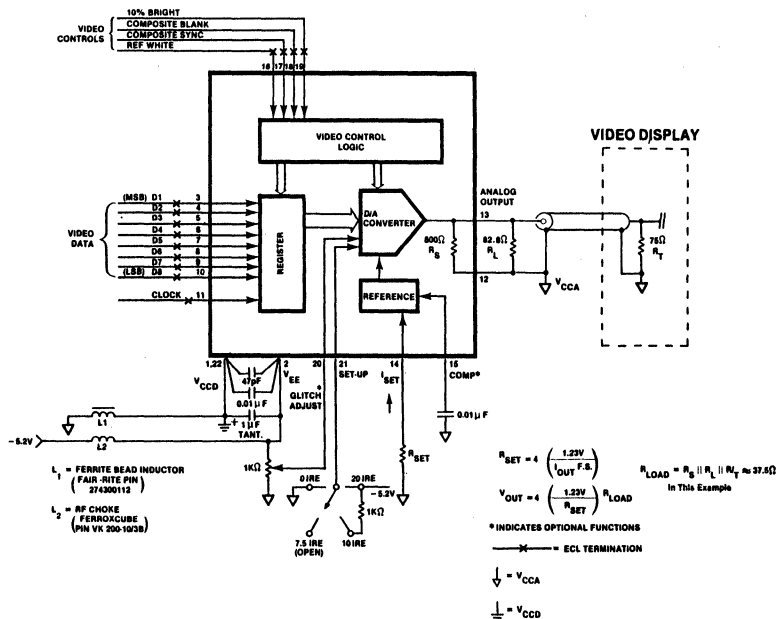 10% BRIGHT
COMPOSITE BLANK
VIDEO CONTROLS
COMPOSITE SYNC
REF WHITE
16 17 18 19
VIDEO CONTROL LOGIC
VIDEO DISPLAY
(MSB) D1 3
D2 4
D3 5
D4 6
D5 7
D6 8
D7 9
(LSB) D8 10
VIDEO DATA
CLOCK 11
REGISTER
D/A CONVERTER
REFERENCE
ANALOG OUTPUT
13
800Ω RS
82.8Ω RL
12
VCCA
75Ω RT
1,22
2
20
21
14
15
VCCD
47pF
VEE
0.01µF
1µF
TANT.
GLITCH ADJUST*
SET-UP
ISET
COMP*
0.01µF
L1
L2
-5.2V
1KΩ
RSET
0 IRE
20 IRE
-5.2V
1KΩ
7.5 IRE (OPEN)
10 IRE
L1 = FERRITE BEAD INDUCTOR
( FAIR-RITE PIN 274300112 )
L2 = RF CHOKE
( FERROXCUBE PIN VK 200-10/3B )
RSET = 4 ( 1.23V / IOUT F.S. )
VOUT = 4 ( 1.23V / RSET ) RLOAD
RLOAD = RS || RL || RT ≈ 37.5Ω
In This Example
* INDICATES OPTIONAL FUNCTIONS
= ECL TERMINATION
= VCCA
= VCCD